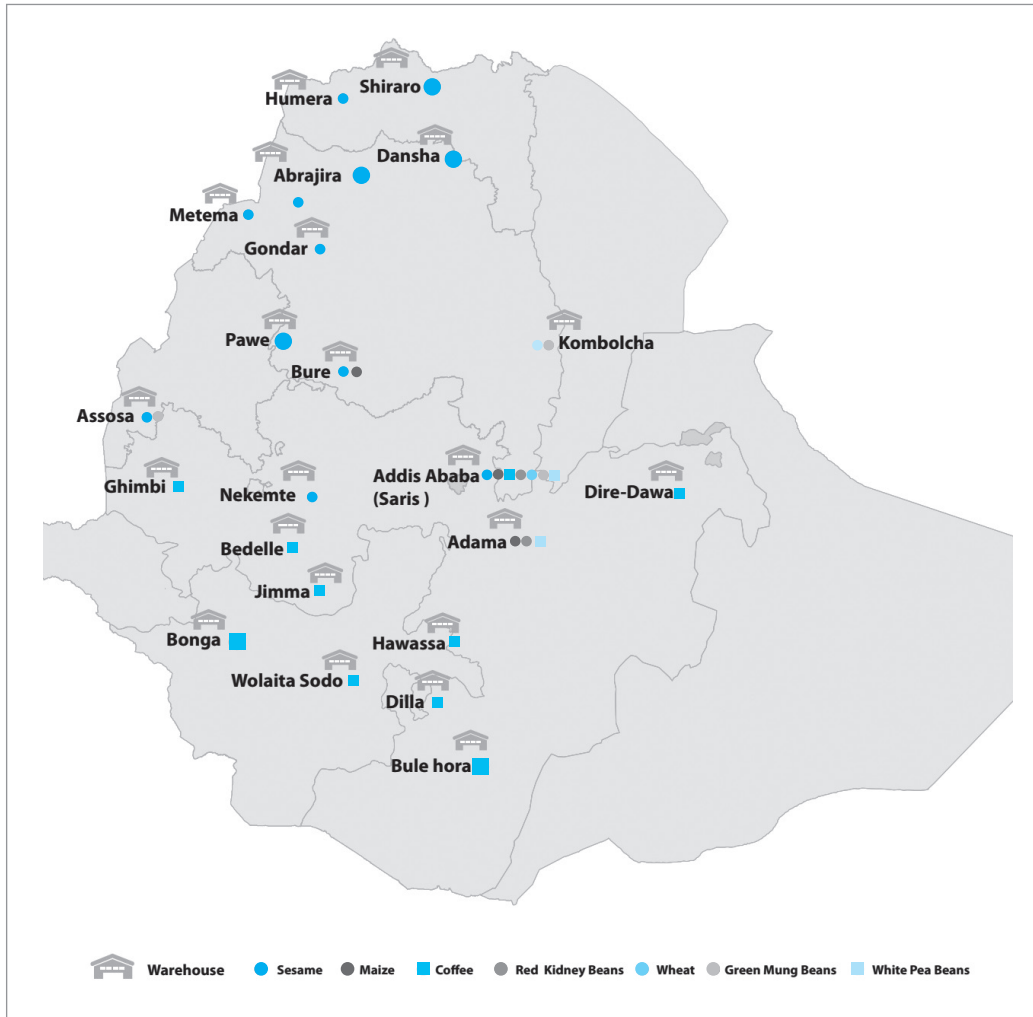 Shiraro
Humera
Dansha
Abrajira
Metema
Gondar
Pawe
Kombolcha
Bure
Assosa
Addis Ababa
(Saris )
Ghimbi
Nekemte
Dire-Dawa
Adama
Bedelle
Jimma
Bonga
Hawassa
Wolaita Sodo
Dilla
Bule hora
Warehouse Sesame Maize Coffee Red Kidney Beans Wheat Green Mung Beans White Pea Beans